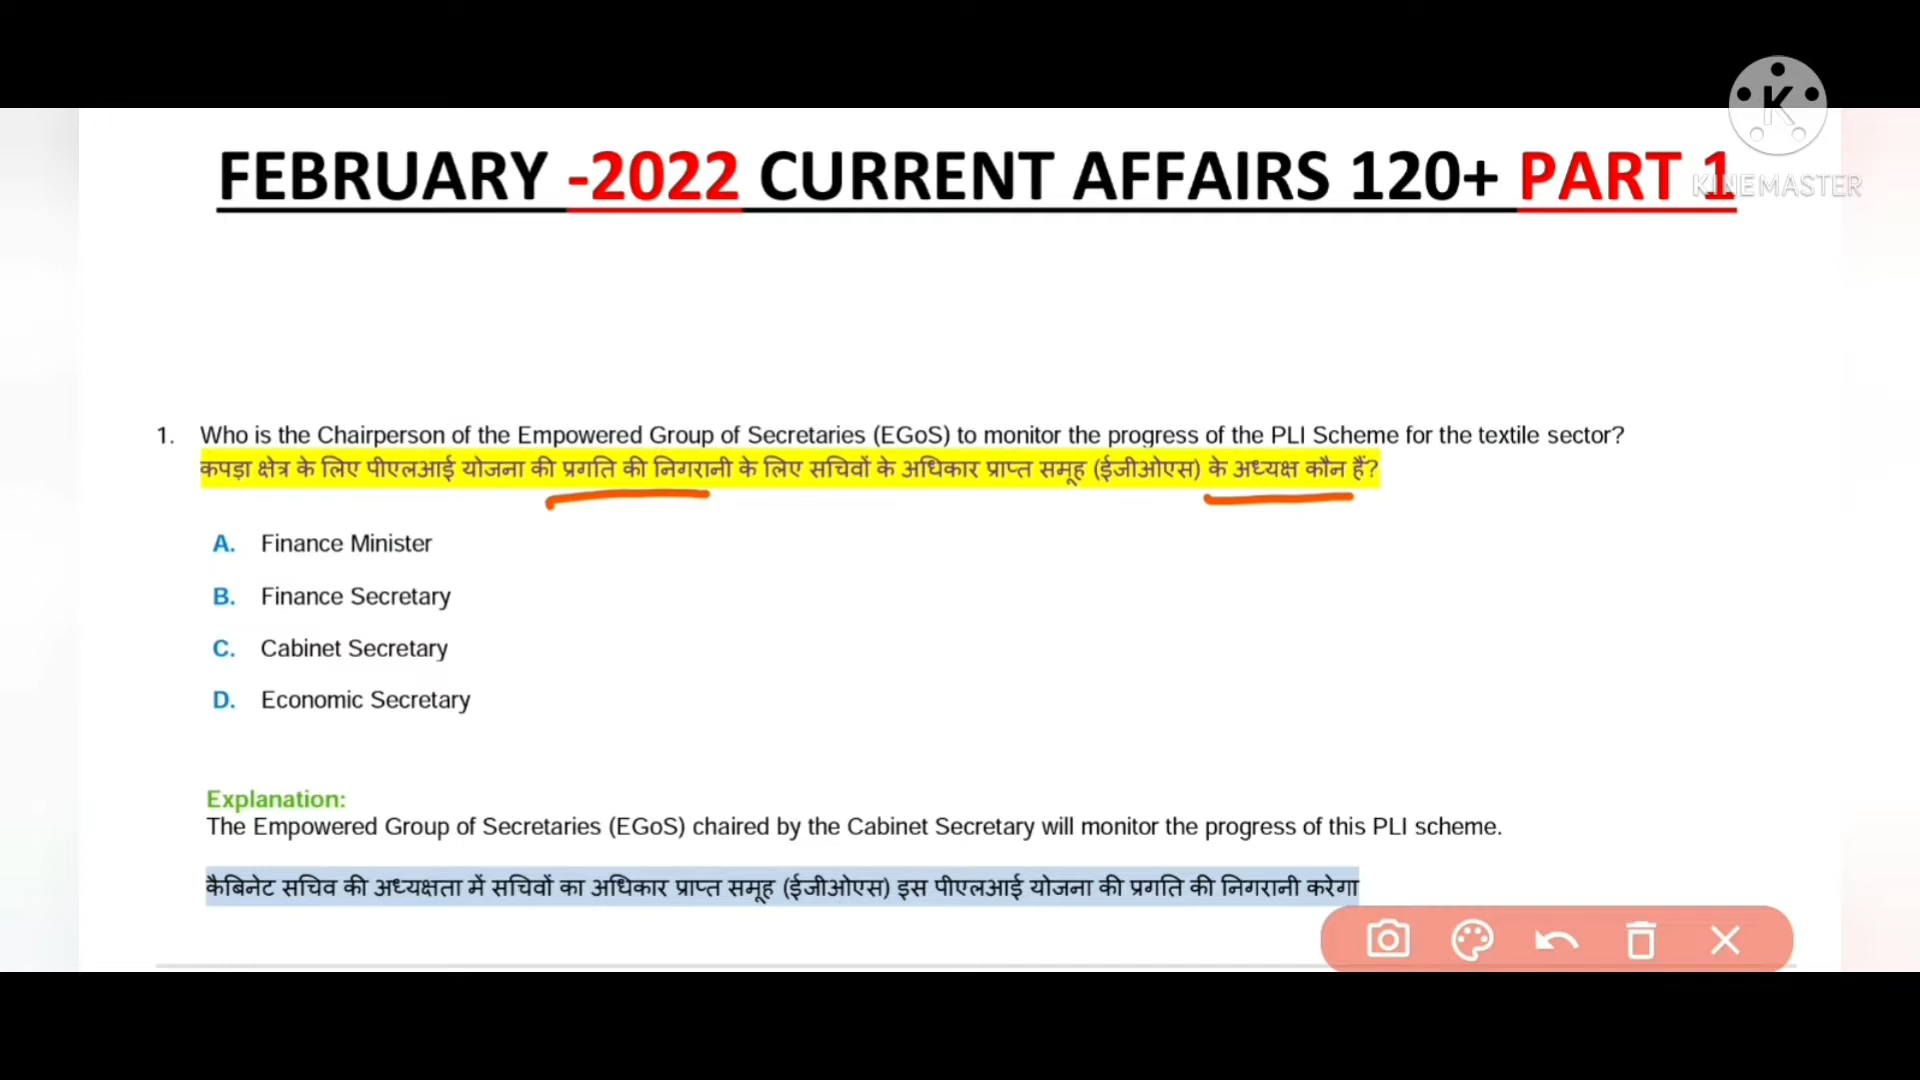 FEBRUARY -2022 CURRENT AFFAIRS 120+ PART 1
K
KINEMASTER
1. Who is the Chairperson of the Empowered Group of Secretaries (EGoS) to monitor the progress of the PLI Scheme for the textile sector?
कपड़ा क्षेत्र के लिए पीएलआई योजना की प्रगति की निगरानी के लिए सचिवों के अधिकार प्राप्त समूह (ईजीओएस) के अध्यक्ष कौन हैं?
A. Finance Minister
B. Finance Secretary
C. Cabinet Secretary
D. Economic Secretary
Explanation:
The Empowered Group of Secretaries (EGoS) chaired by the Cabinet Secretary will monitor the progress of this PLI scheme.
कैबिनेट सचिव की अध्यक्षता में सचिवों का अधिकार प्राप्त समूह (ईजीओएस) इस पीएलआई योजना की प्रगति की निगरानी करेगा